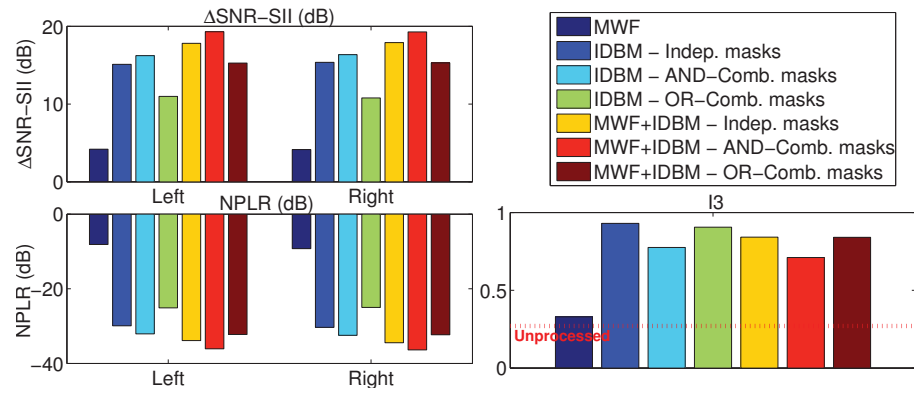 ΔSNR-SII (dB)
ΔSNR-SII (dB)
20
10
0
Left
Right
NPLR (dB)
NPLR (dB)
0
−20
−40
Left
Right
MWF
IDBM − Indep. masks
IDBM − AND-Comb. masks
IDBM − OR-Comb. masks
MWF+IDBM − Indep. masks
MWF+IDBM − AND-Comb. masks
MWF+IDBM − OR-Comb. masks
I3
1
0.5
0
Unprocessed